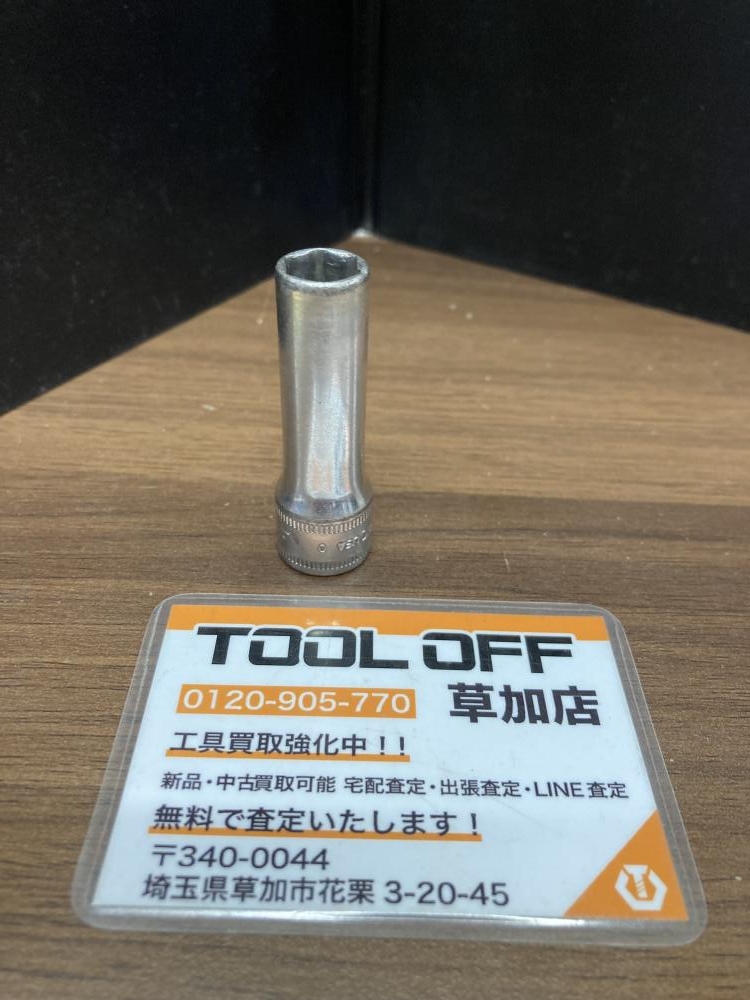 USA
TOOL OFF
0120-905-770 草加店
工具買取強化中！！
新品・中古買取可能 宅配査定・出張査定・LINE査定
無料で査定いたします！
〒340-0044
埼玉県草加市花栗 3-20-45